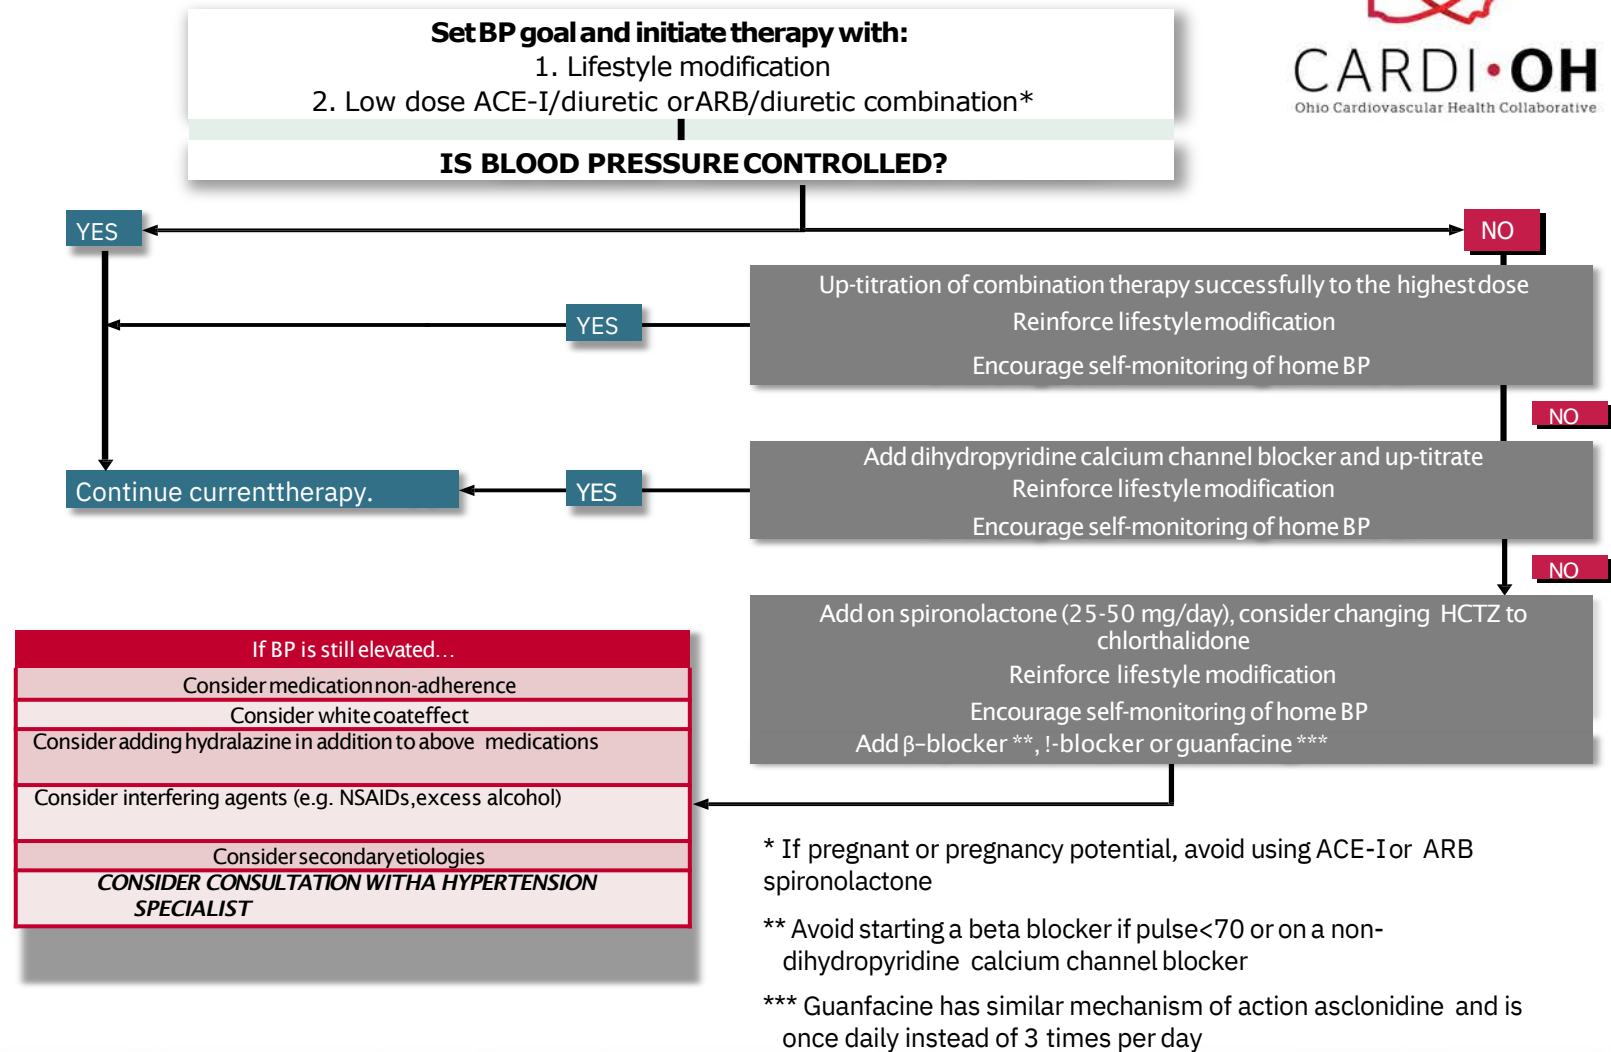 Set BP goal and initiate therapy with:
1. Lifestyle modification
2. Low dose ACE-I/diuretic or ARB/diuretic combination*
IS BLOOD PRESSURE CONTROLLED?
CARDI•OH
Ohio Cardiovascular Health Collaborative
YES
NO
Up-titration of combination therapy successfully to the highest dose
Reinforce lifestyle modification
Encourage self-monitoring of home BP
YES
NO
Add dihydropyridine calcium channel blocker and up-titrate
Reinforce lifestyle modification
Encourage self-monitoring of home BP
YES
Continue current therapy.
NO
Add on spironolactone (25-50 mg/day), consider changing HCTZ to
chlorthalidone
Reinforce lifestyle modification
Encourage self-monitoring of home BP
Add β-blocker **, !-blocker or guanfacine ***
If BP is still elevated…
Consider medication non-adherence
Consider white coat effect
Consider adding hydralazine in addition to above medications
Consider interfering agents (e.g. NSAIDs, excess alcohol)
Consider secondary etiologies
CONSIDER CONSULTATION WITH A HYPERTENSION
SPECIALIST
* If pregnant or pregnancy potential, avoid using ACE-I or ARB
spironolactone
** Avoid starting a beta blocker if pulse<70 or on a non-
dihydropyridine calcium channel blocker
*** Guanfacine has similar mechanism of action as clonidine and is
once daily instead of 3 times per day